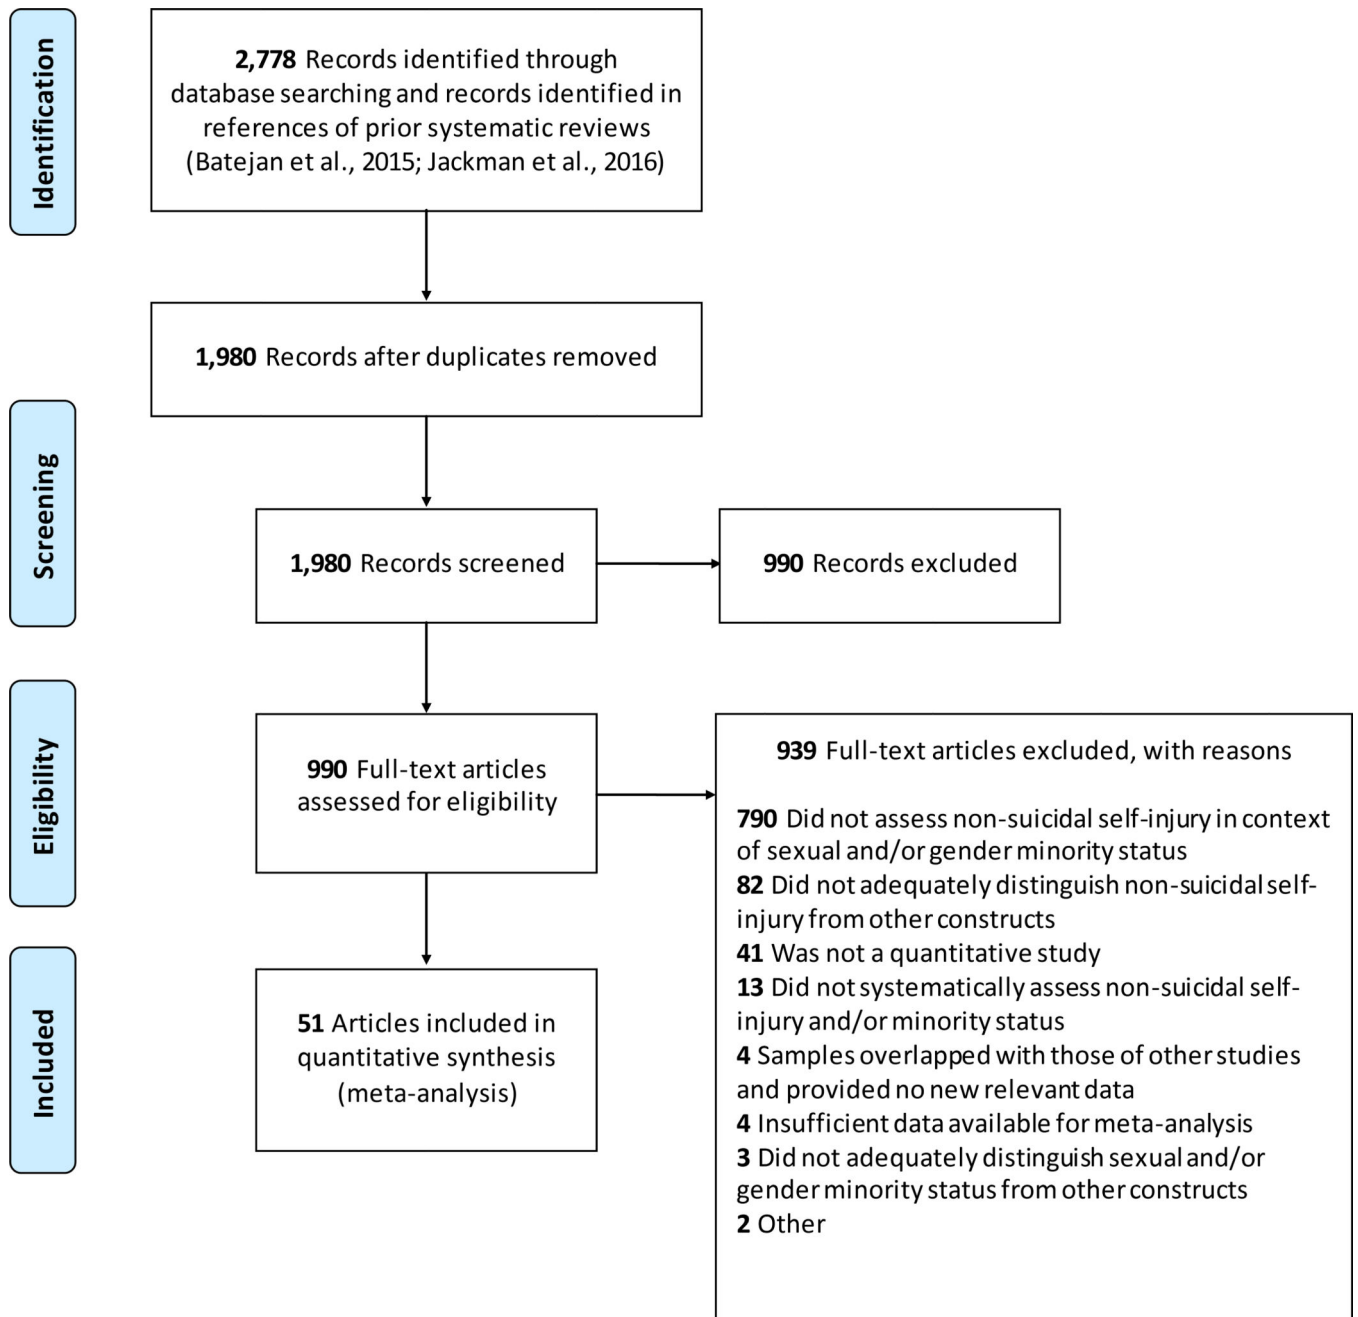 Identification
2,778 Records identified through
database searching and records identified in
references of prior systematic reviews
(Batejan et al., 2015; Jackman et al., 2016)
1,980 Records after duplicates removed
Screening
1,980 Records screened
990 Records excluded
Eligibility
990 Full-text articles
assessed for eligibility
939 Full-text articles excluded, with reasons
790 Did not assess non-suicidal self-injury in context
of sexual and/or gender minority status
82 Did not adequately distinguish non-suicidal self-
injury from other constructs
41 Was not a quantitative study
13 Did not systematically assess non-suicidal self-
injury and/or minority status
4 Samples overlapped with those of other studies
and provided no new relevant data
4 Insufficient data available for meta-analysis
3 Did not adequately distinguish sexual and/or
gender minority status from other constructs
2 Other
Included
51 Articles included in
quantitative synthesis
(meta-analysis)